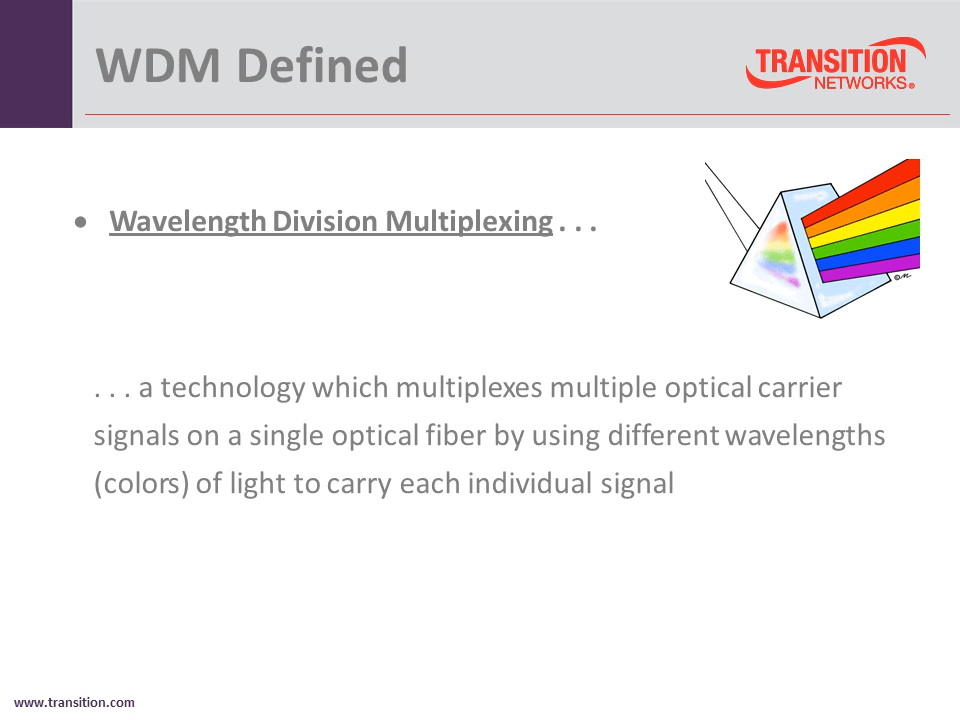 WDM Defined
TRANSITION
NETWORKS®
• Wavelength Division Multiplexing . . .
. . . a technology which multiplexes multiple optical carrier
signals on a single optical fiber by using different wavelengths
(colors) of light to carry each individual signal
www.transition.com